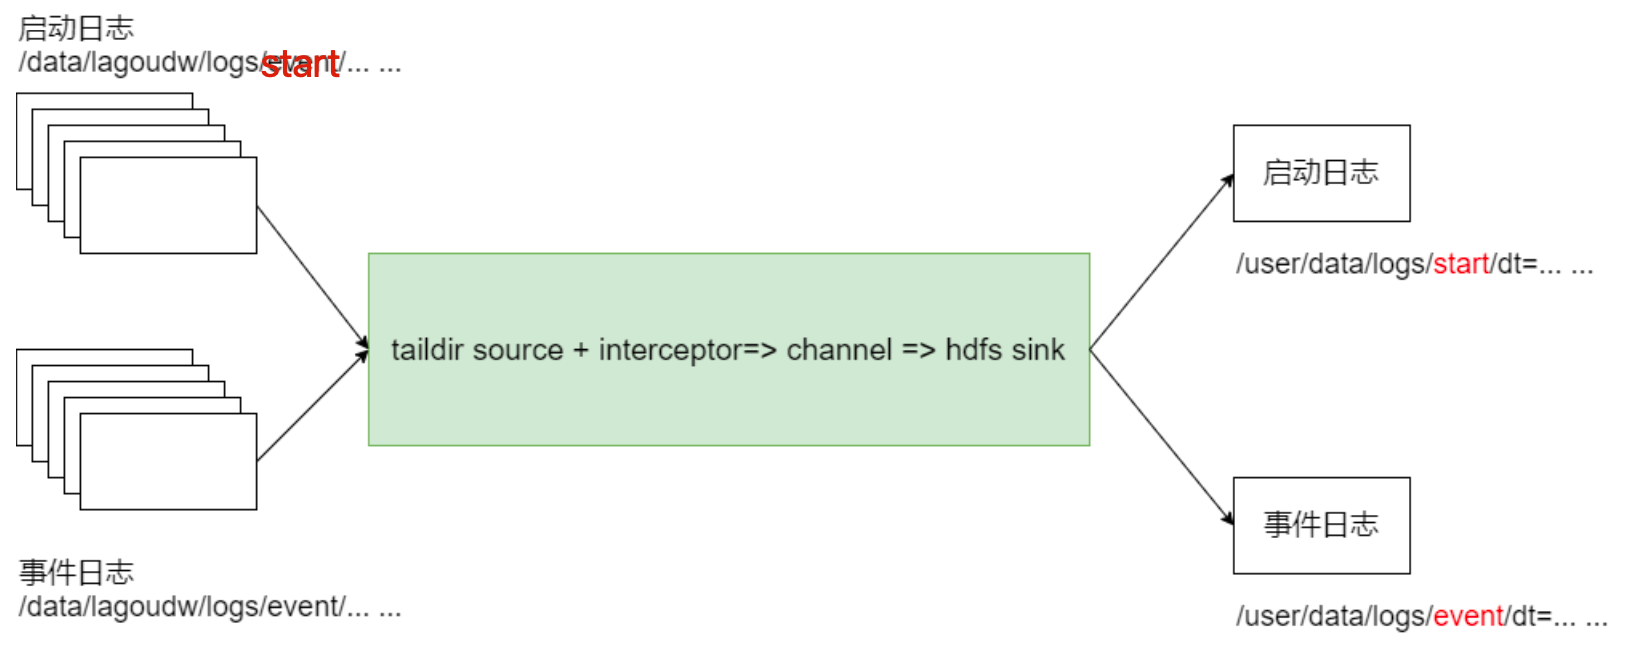 启动日志
/data/lagoudw/logs/event/... ...
start
taildir source + interceptor=> channel => hdfs sink
启动日志
/user/data/logs/start/dt=... ...
事件日志
/data/lagoudw/logs/event/... ...
事件日志
/user/data/logs/event/dt=... ...